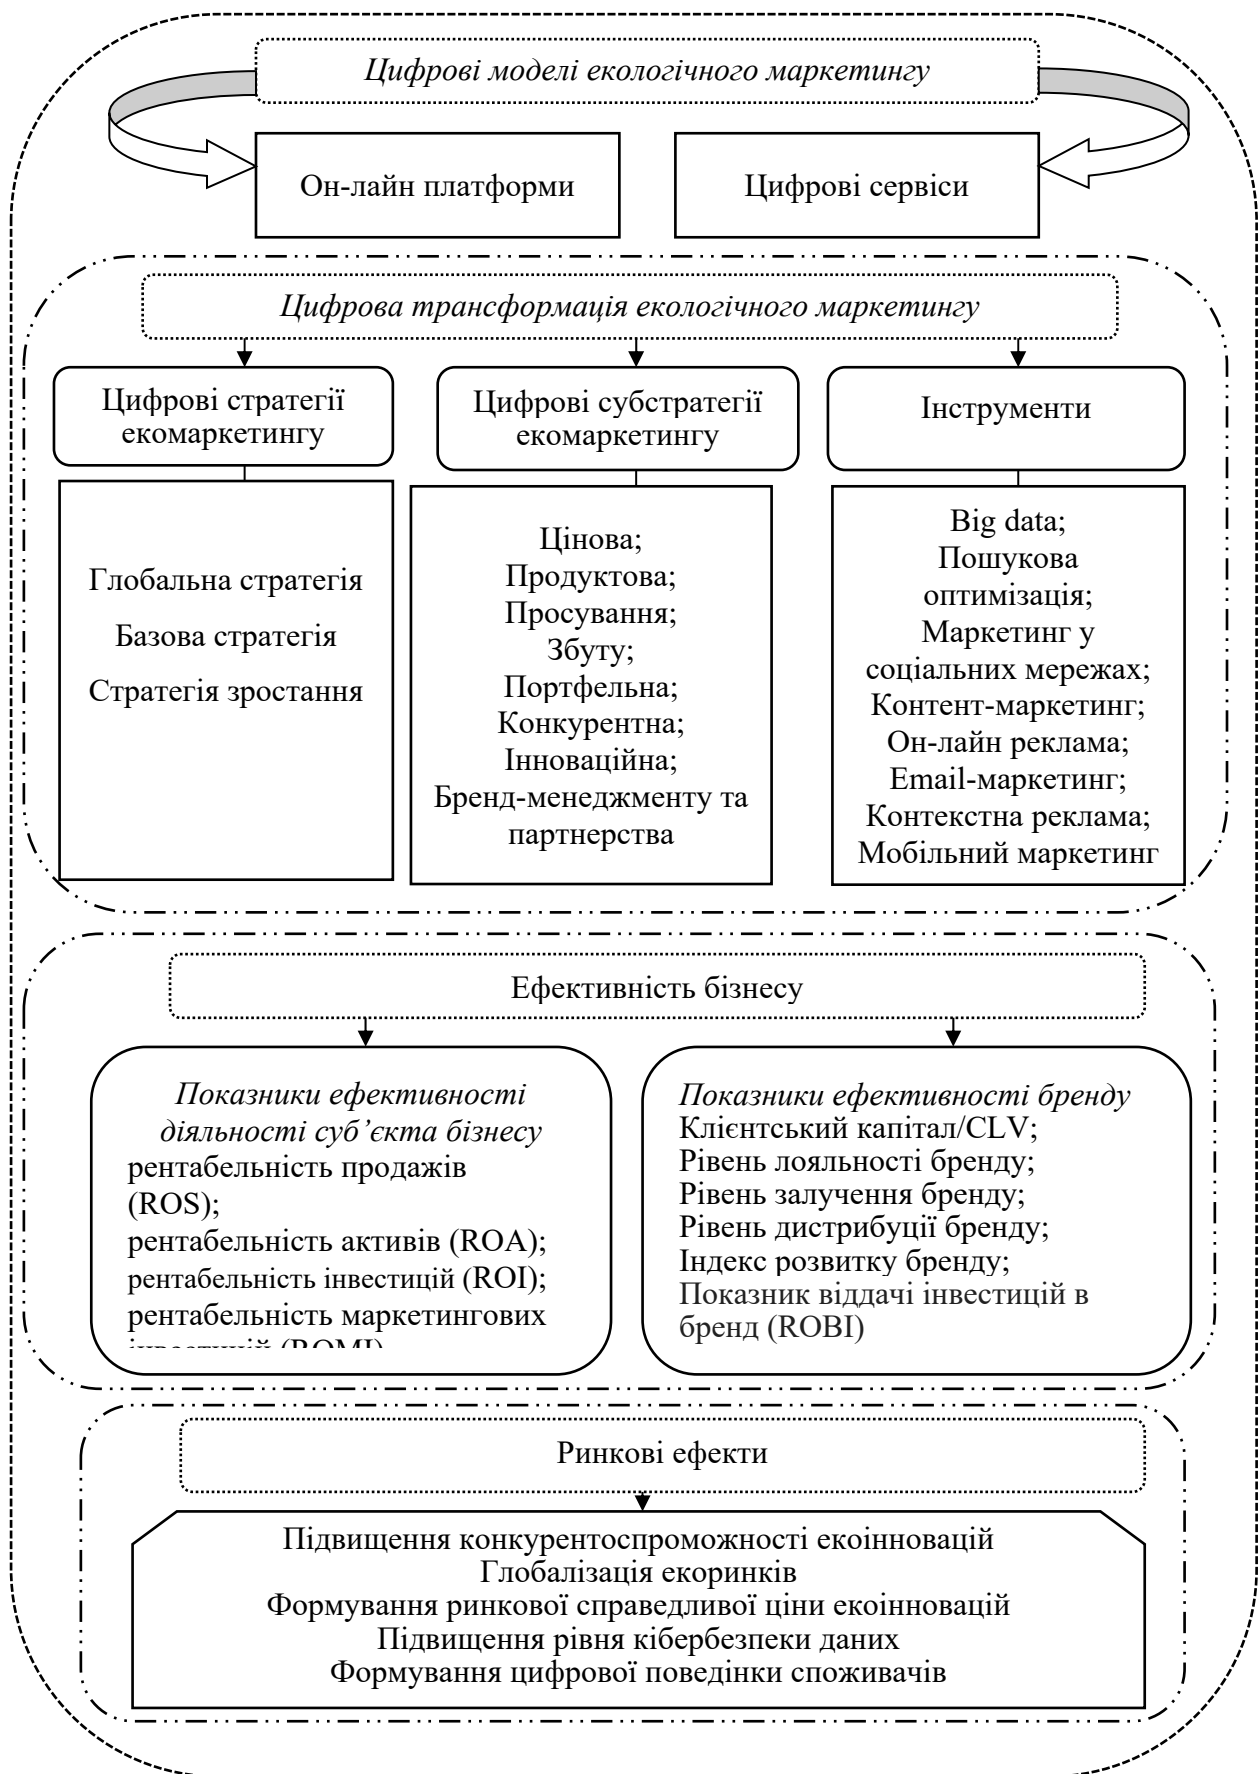 Цифрові моделі екологічного маркетингу
Он-лайн платформи
Цифрові сервіси
Цифрова трансформація екологічного маркетингу
Цифрові стратегії
екомаркетингу
Глобальна стратегія
Базова стратегія
Стратегія зростання
Цифрові субстратегії
екомаркетингу
Цінова;
Продуктова;
Просування;
Збуту;
Портфельна;
Конкурентна;
Інноваційна;
Бренд-менеджменту та
партнерства
Інструменти
Big data;
Пошукова
оптимізація;
Маркетинг у
соціальних мережах;
Контент-маркетинг;
Он-лайн реклама;
Email-маркетинг;
Контекстна реклама;
Мобільний маркетинг
Ефективність бізнесу
Показники ефективності
діяльності суб’єкта бізнесу
рентабельність продажів
(ROS);
рентабельність активів (ROA);
рентабельність інвестицій (ROI);
рентабельність маркетингових
інвестицій (ROMI)
Показники ефективності бренду
Клієнтський капітал/CLV;
Рівень лояльності бренду;
Рівень залучення бренду;
Рівень дистрибуції бренду;
Індекс розвитку бренду;
Показник віддачі інвестицій в
бренд (ROBI)
Ринкові ефекти
Підвищення конкурентоспроможності екоінновацій
Глобалізація екоринків
Формування ринкової справедливої ціни екоінновацій
Підвищення рівня кібербезпеки даних
Формування цифрової поведінки споживачів